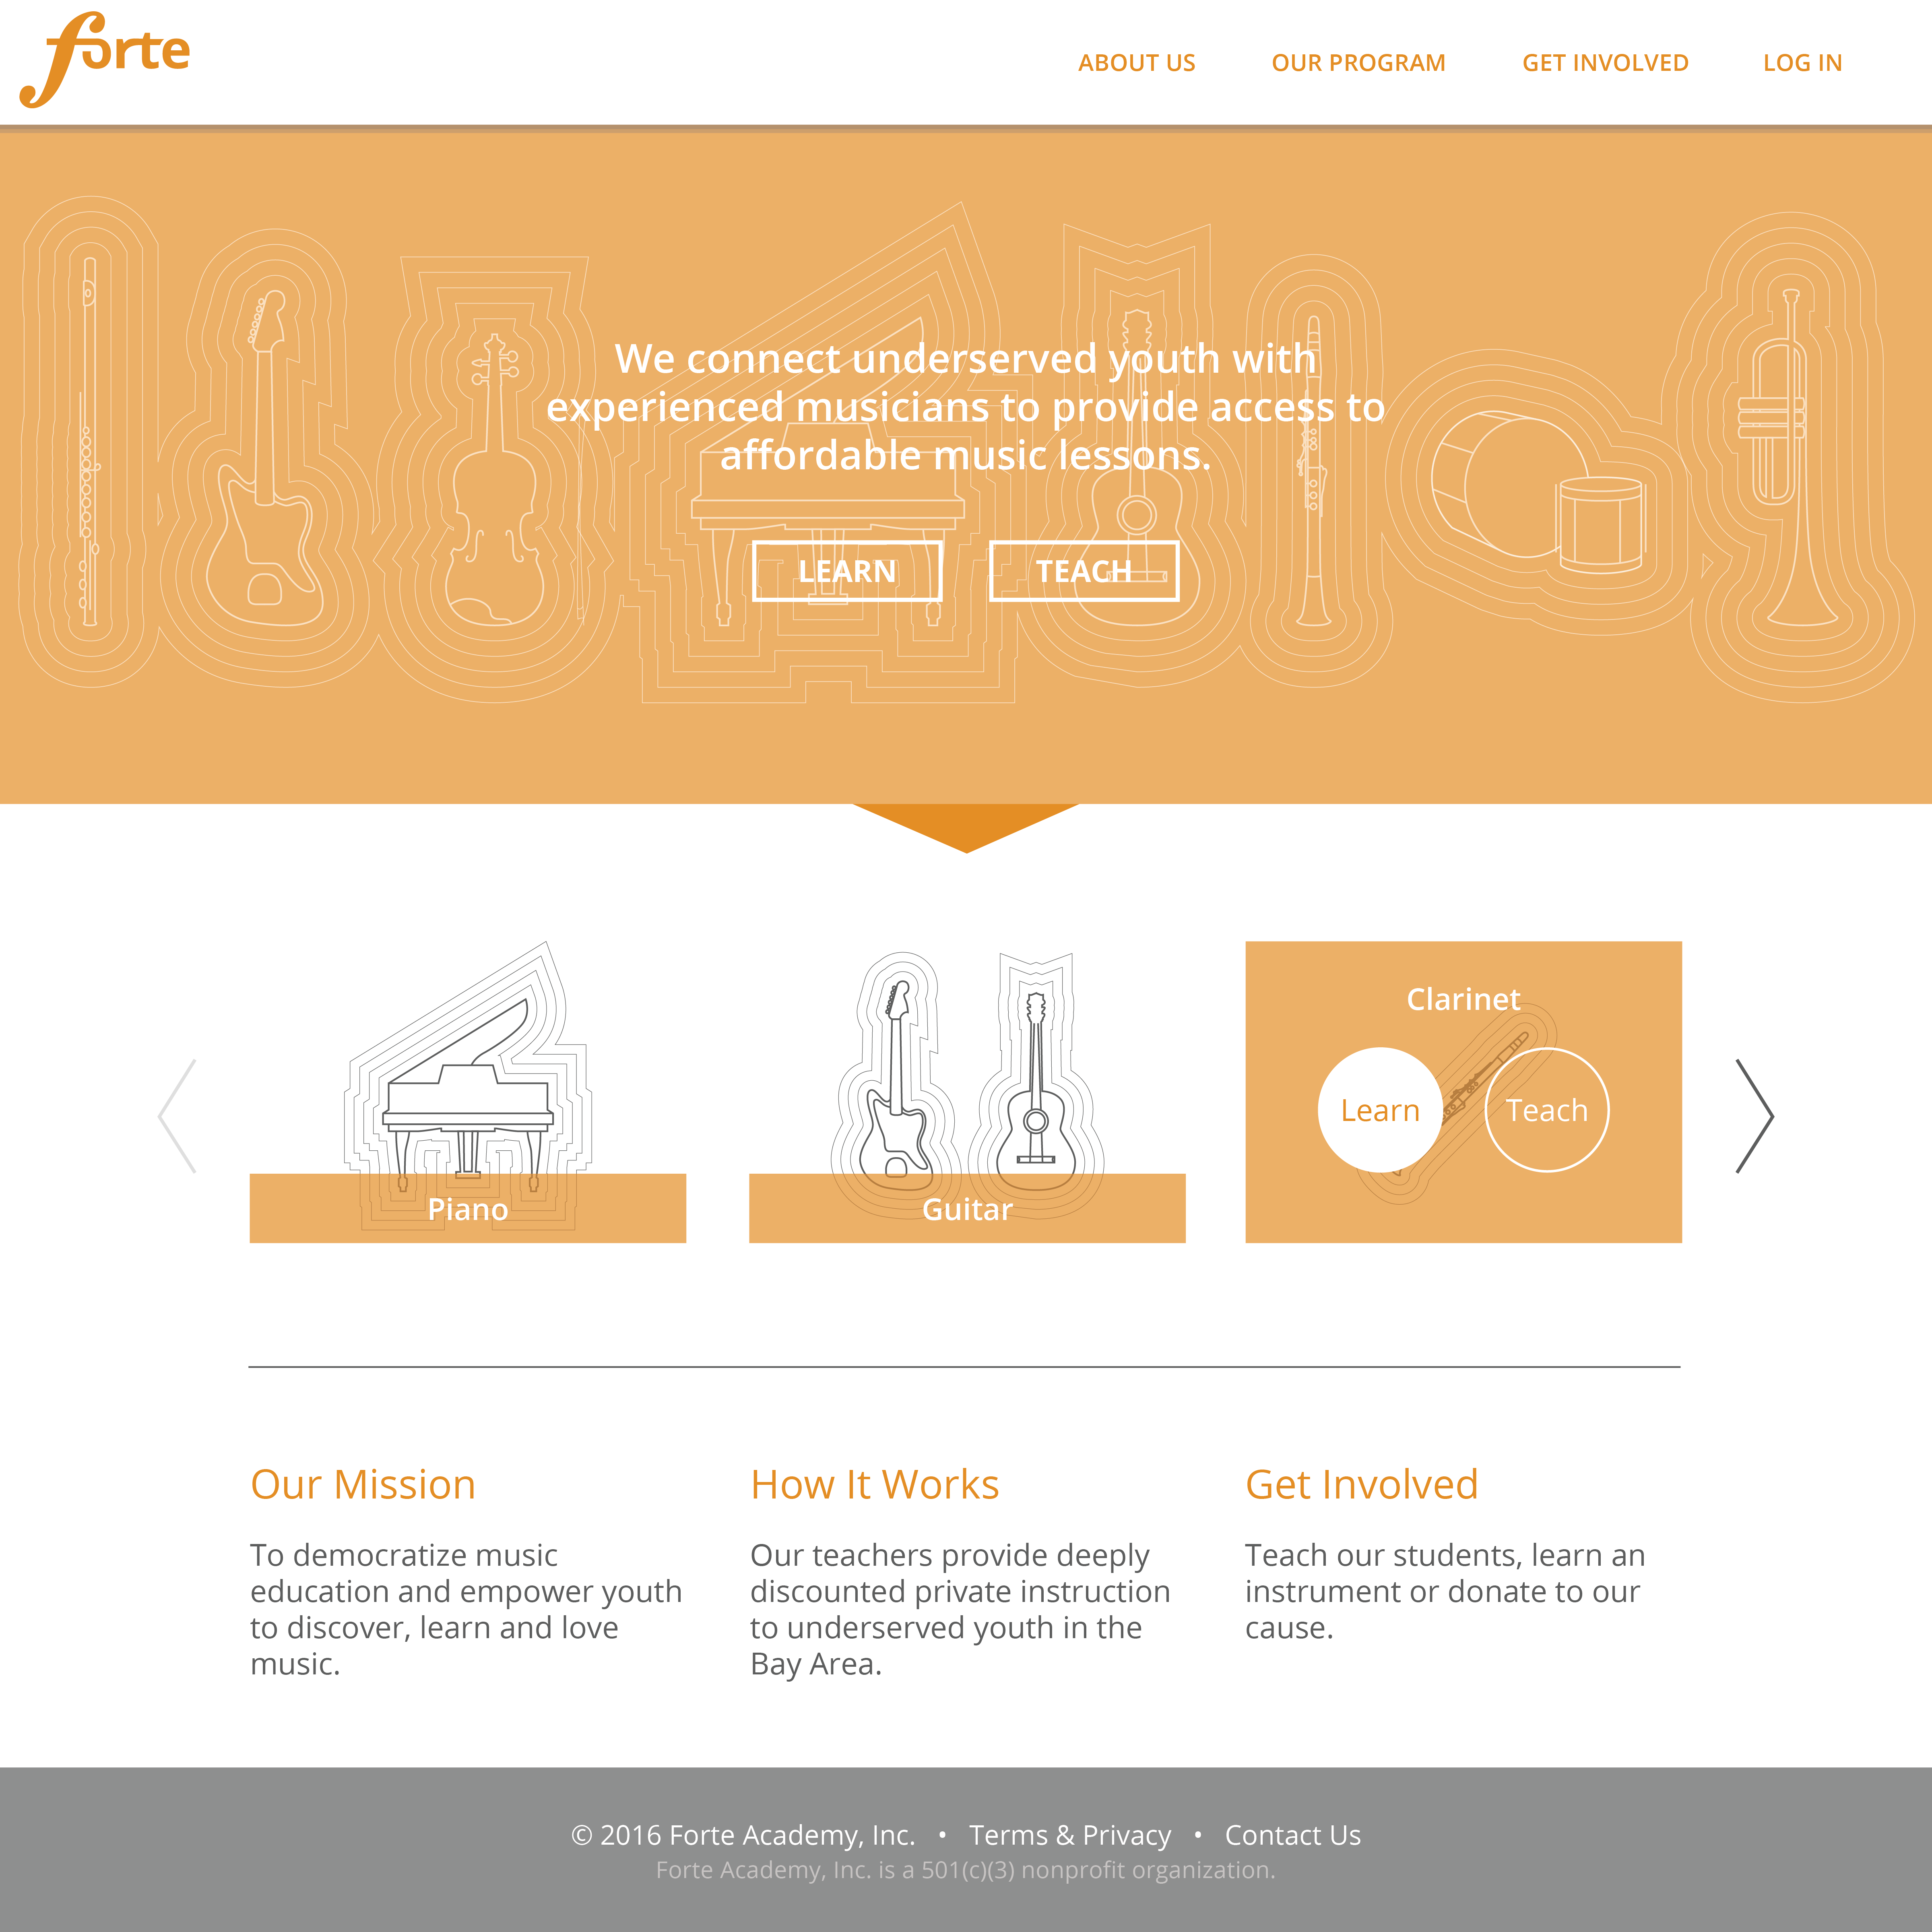 forte
ABOUT US
OUR PROGRAM
GET INVOLVED
LOG IN
We connect underserved youth with
experienced musicians to provide access to
affordable music lessons.
LEARN
TEACH
Piano
Guitar
Clarinet
Learn
Teach
Our Mission
To democratize music
education and empower youth
to discover, learn and love
music.
How It Works
Our teachers provide deeply
discounted private instruction
to underserved youth in the
Bay Area.
Get Involved
Teach our students, learn an
instrument or donate to our
cause.
© 2016 Forte Academy, Inc. • Terms & Privacy • Contact Us
Forte Academy, Inc. is a 501(c)(3) nonprofit organization.